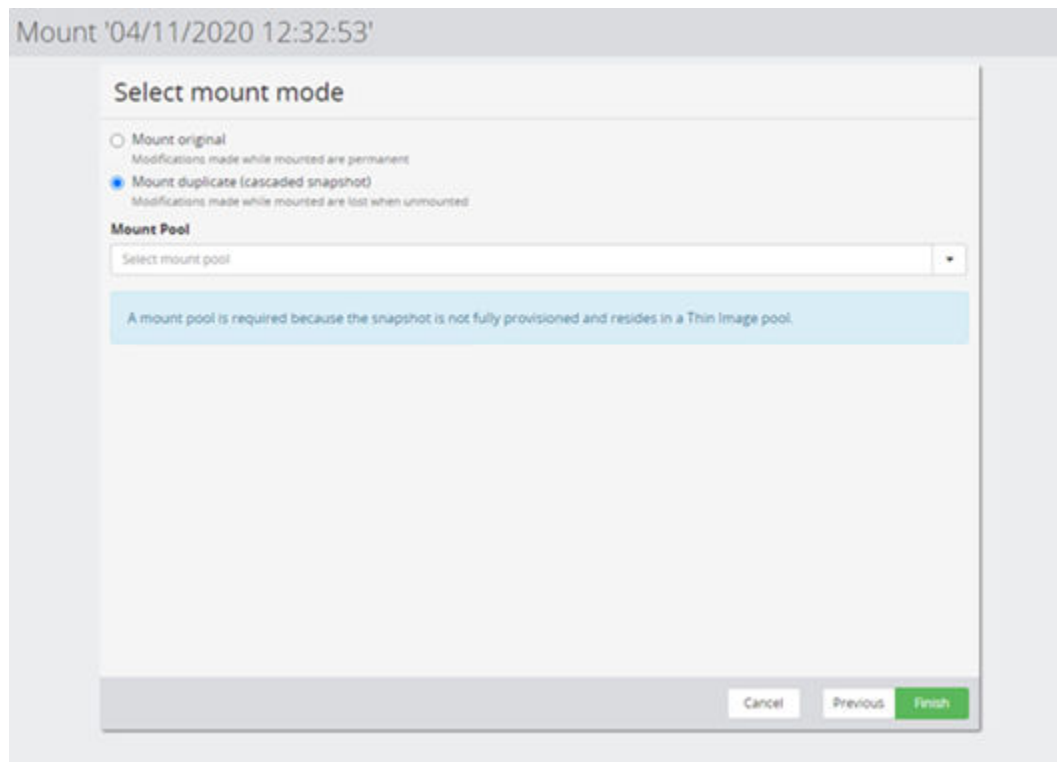 Mount '04/11/2020 12:32:53'
Select mount mode
Mount original
Modifications made while mounted are permanent
Mount duplicate (cascaded snapshot)
Modifications made while mounted are lost when unmounted
Mount Pool
Select mount pool
A mount pool is required because the snapshot is not fully provisioned and resides in a Thin Image pool.
Cancel Previous Finish